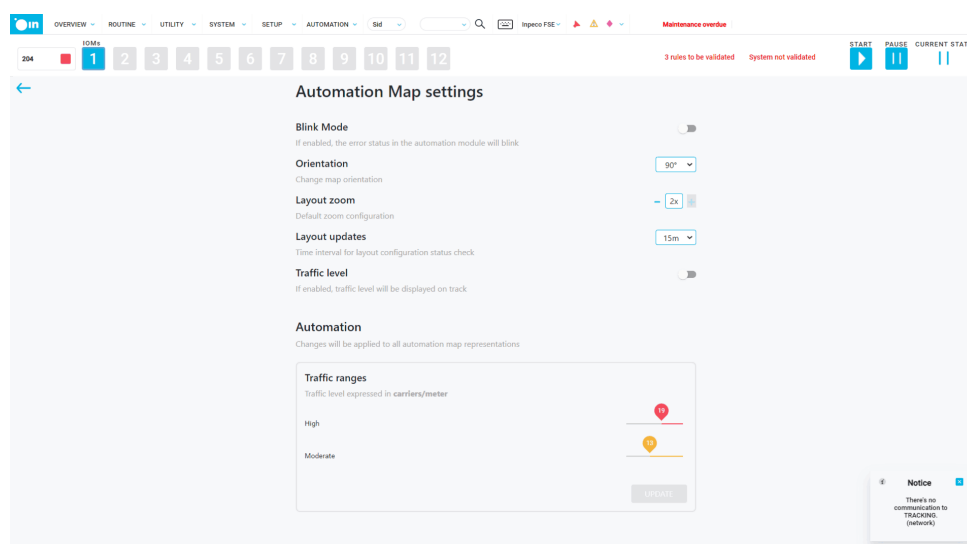 in OVERVIEW ROUTINE UTILITY SYSTEM SETUP AUTOMATION Sid Inpeco FSE Maintenance overdue
IOMs START PAUSE CURRENT STAT
204 1 2 3 4 5 6 7 8 9 10 11 12 3 rules to be validated System not validated
Automation Map settings
Blink Mode
If enabled, the error status in the automation module will blink
Orientation 90°
Change map orientation
Layout zoom − 2x +
Default zoom configuration
Layout updates 15m
Time interval for layout configuration status check
Traffic level
If enabled, traffic level will be displayed on track
Automation
Changes will be applied to all automation map representations
Traffic ranges
Traffic level expressed in carriers/meter
19
High
13
Moderate
UPDATE
Notice
There's no
communication to
TRACKING.
(network)